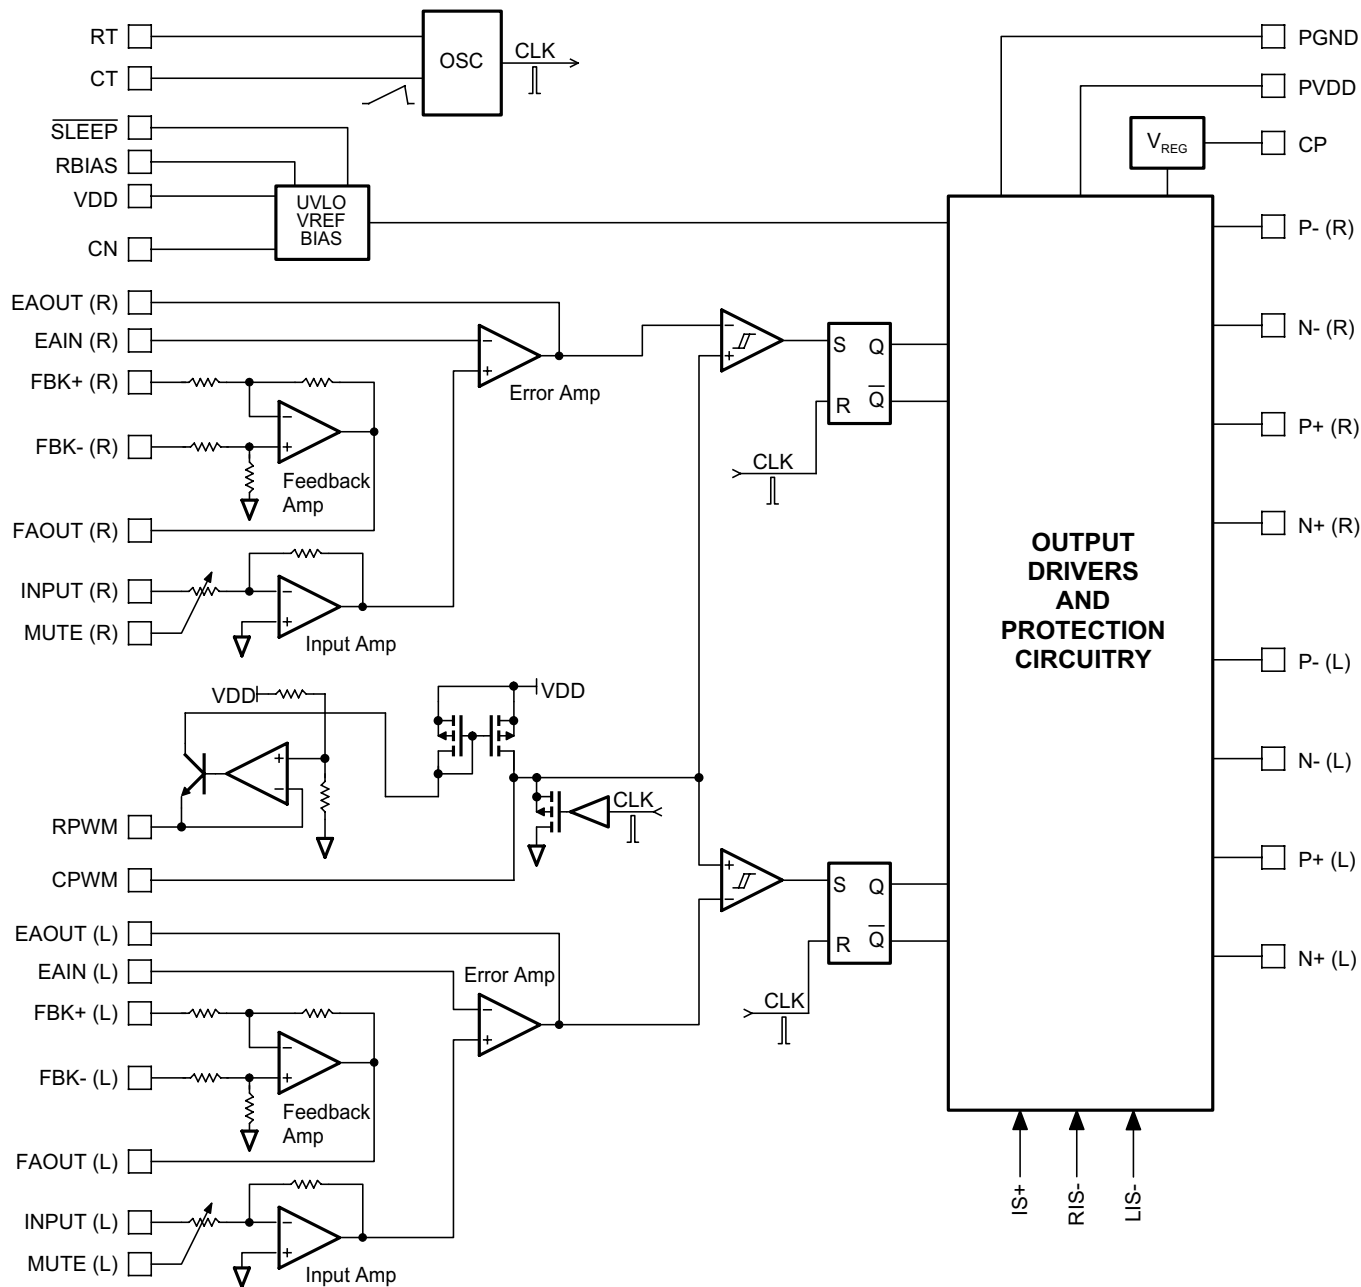 RT
CT
SLEEP
RBIAS
VDD
CN
OSC
CLK
UVLO
VREF
BIAS
PGND
PVDD
VREG
CP
EAOUT (R)
EAIN (R)
FBK+ (R)
FBK- (R)
FAOUT (R)
INPUT (R)
MUTE (R)
−
+
Feedback
Amp
−
+
Input Amp
−
+
Error Amp
−
+
S Q
R Q
CLK
P- (R)
N- (R)
P+ (R)
N+ (R)
OUTPUT
DRIVERS
AND
PROTECTION
CIRCUITRY
P- (L)
N- (L)
P+ (L)
N+ (L)
VDD
VDD
+
−
CLK
RPWM
CPWM
EAOUT (L)
EAIN (L)
FBK+ (L)
FBK- (L)
FAOUT (L)
INPUT (L)
MUTE (L)
Error Amp
−
+
−
+
Feedback
Amp
−
+
Input Amp
+
−
S Q
R Q
CLK
IS+
RIS-
LIS-